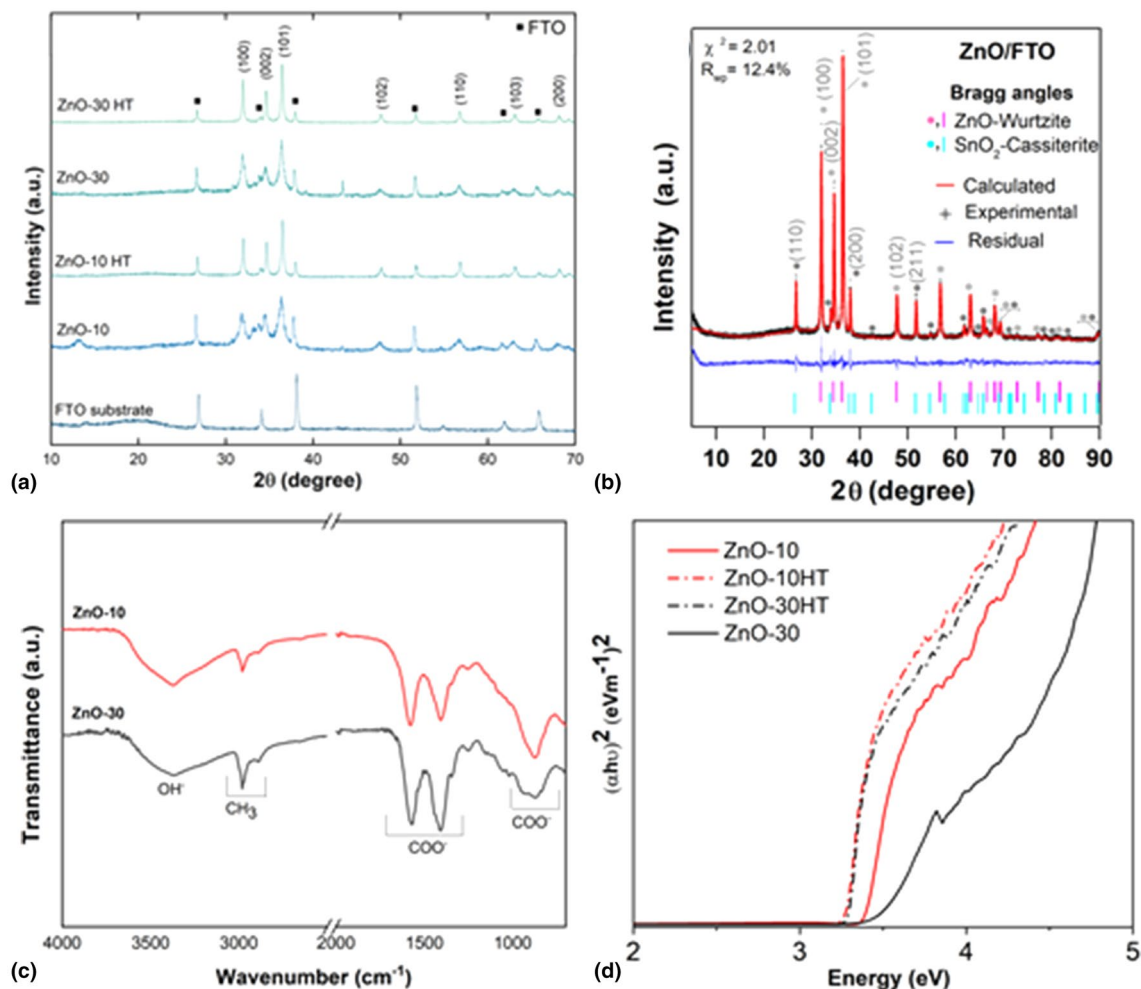 ■ FTO
(100)
(002)
(101)
(102)
(110)
(103)
(200)
ZnO-30 HT
ZnO-30
ZnO-10 HT
ZnO-10
FTO substrate
Intensity (a.u.)
10 20 30 40 50 60 70
2θ (degree)
(a)
χ² = 2.01
R_wp = 12.4%
ZnO/FTO
Bragg angles
ZnO-Wurtzite
SnO₂-Cassiterite
Calculated
Experimental
Residual
(110)
(100)
(002)
(101)
(200)
(102)
(211)
Intensity (a.u.)
10 20 30 40 50 60 70 80 90
2θ (degree)
(b)
ZnO-10
ZnO-30
OH⁻
CH₃
COO⁻
COO⁻
Transmittance (a.u.)
4000 3500 3000 2000 1500 1000
Wavenumber (cm⁻¹)
(c)
ZnO-10
ZnO-10HT
ZnO-30HT
ZnO-30
(αhυ)² (eVm⁻¹)2
2 3 4 5
Energy (eV)
(d)